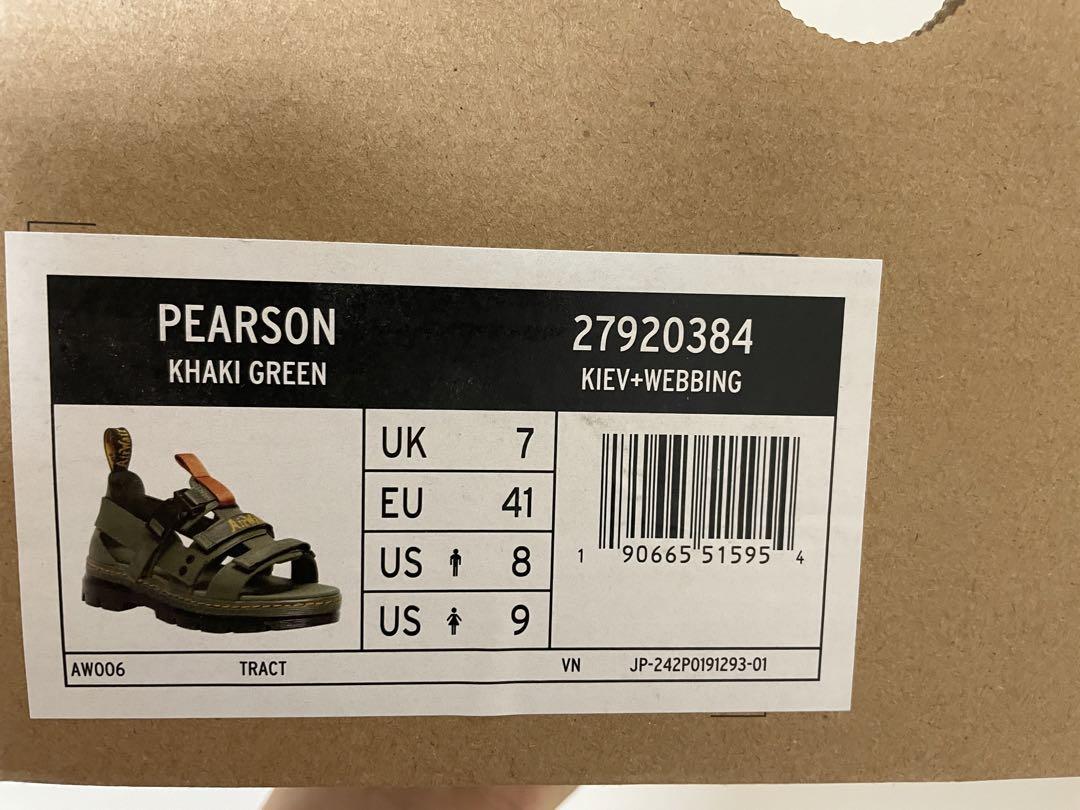 PEARSON
KHAKI GREEN
27920384
KIEV+WEBBING
UK 7
EU 41
US 8
US 9
1 90665 51595 4
AW006 TRACT VN JP-242P0191293-01